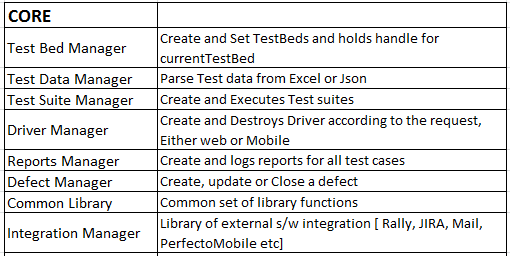 CORE
Test Bed Manager
Create and Set TestBeds and holds handle for
currentTestBed
Test Data Manager
Parse Test data from Excel or Json
Test Suite Manager
Create and Executes Test suites
Driver Manager
Create and Destroys Driver according to the request,
Either web or Mobile
Reports Manager
Create and logs reports for all test cases
Defect Manager
Create, update or Close a defect
Common Library
Common set of library functions
Integration Manager
Library of external s/w integration [ Rally, JIRA, Mail,
PerfectoMobile etc]